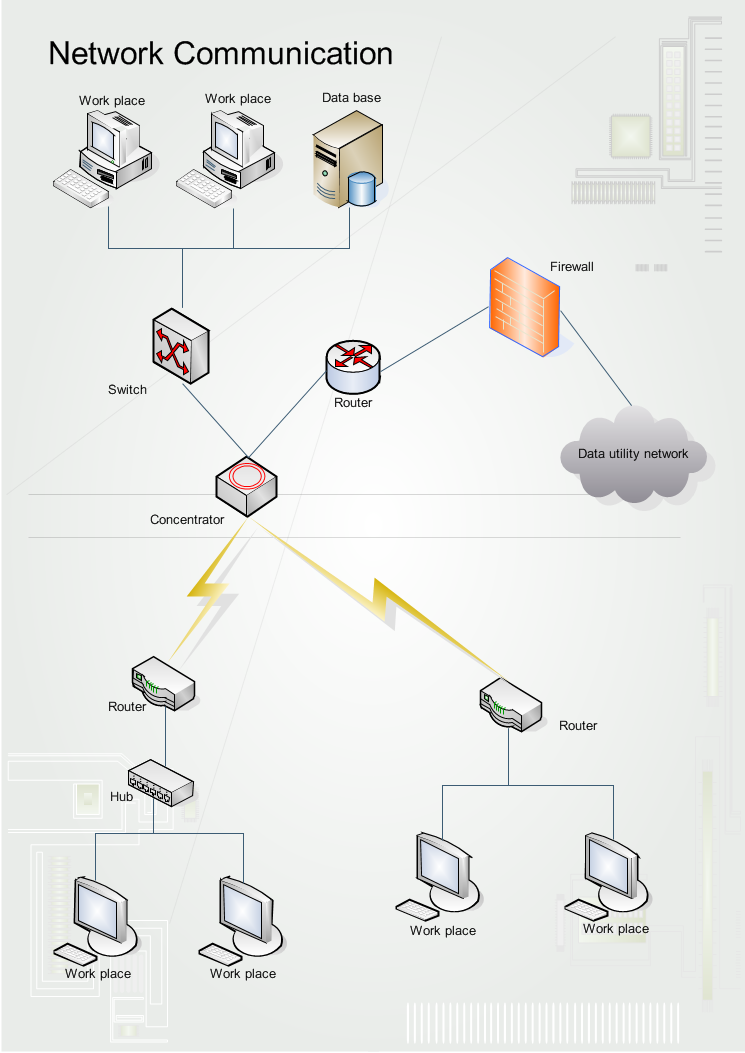 Network Communication
Work place
Work place
Data base
Firewall
Switch
Router
Data utility network
Concentrator
Router
Router
Hub
Work place
Work place
Work place
Work place